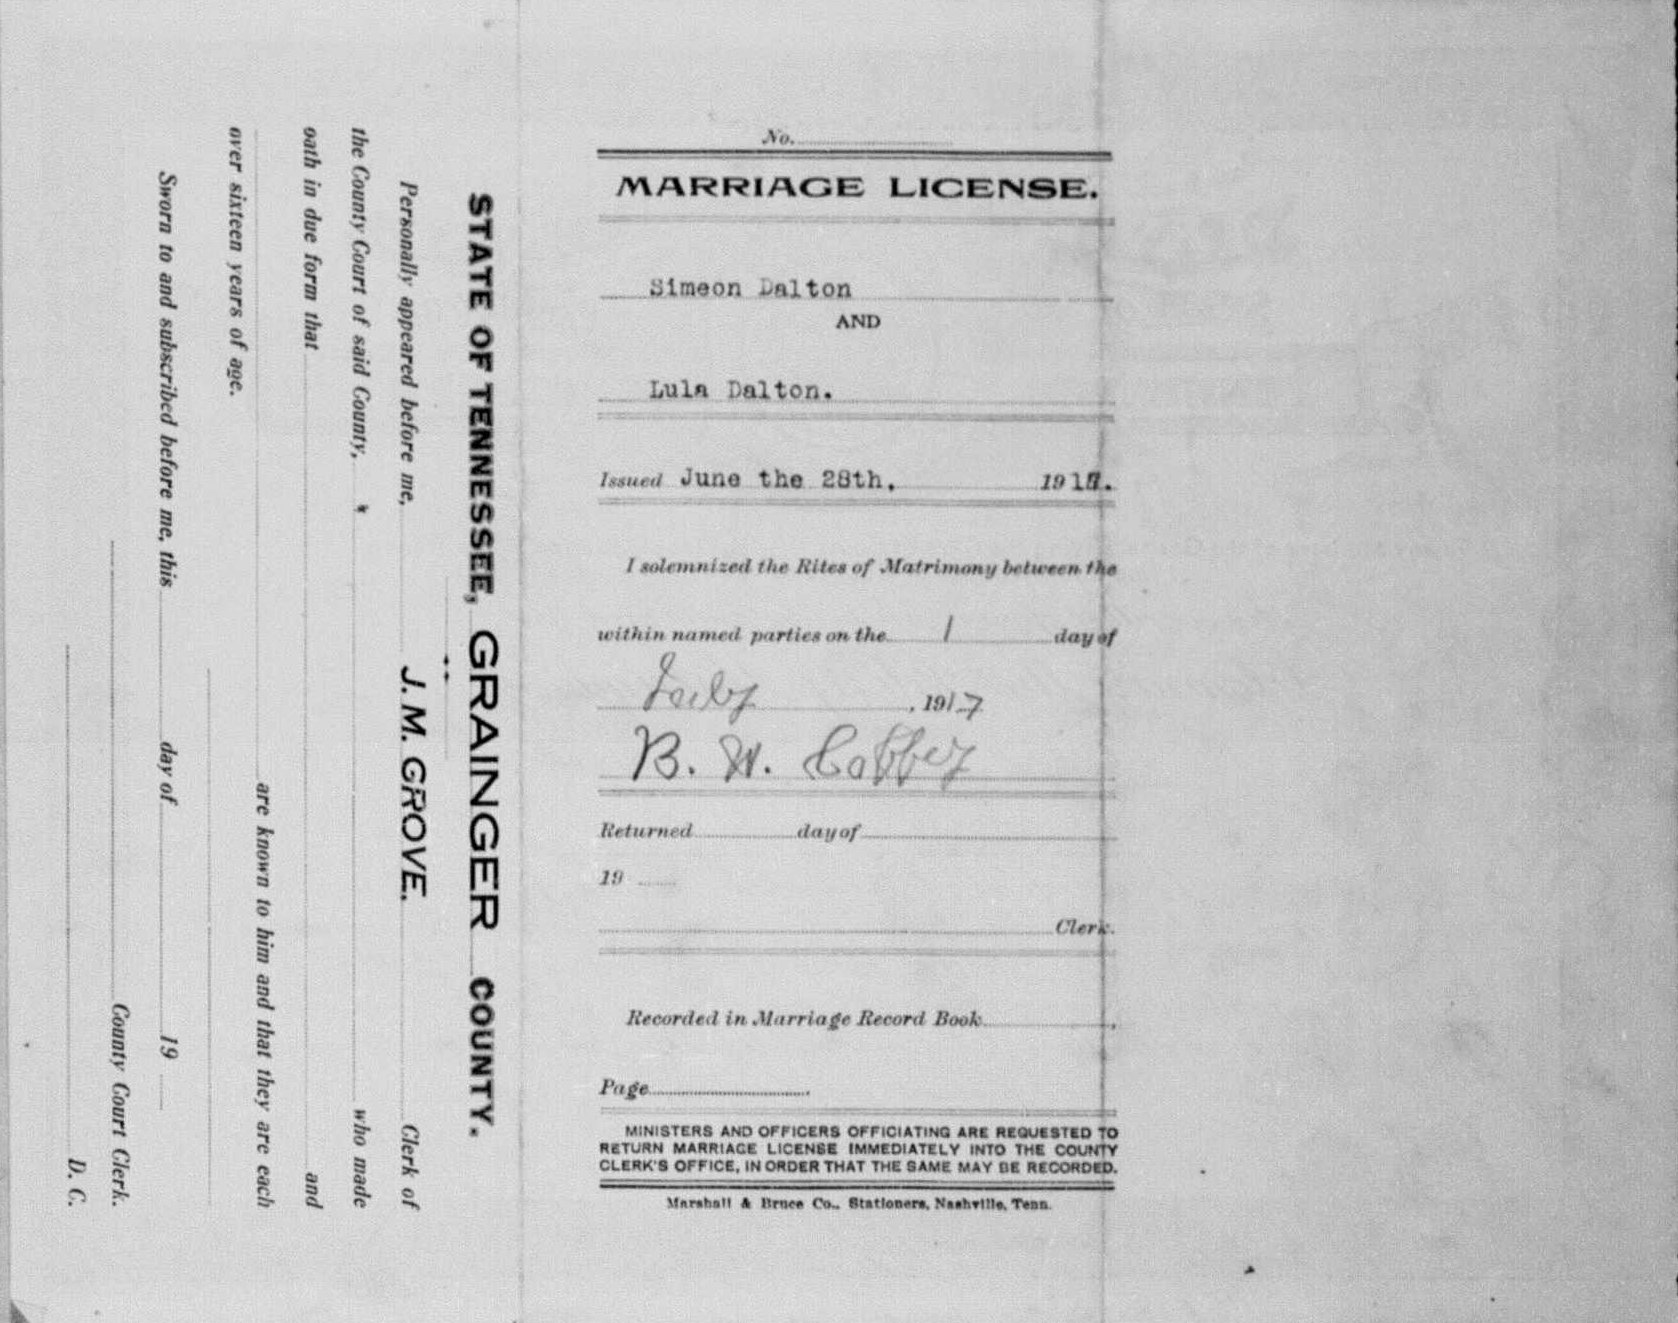 No.
MARRIAGE LICENSE.
Simeon Dalton
AND
Lula Dalton.
Issued June the 28th. 1917.
I solemnized the Rites of Matrimony between the
within named parties on the 1 day of
July, 1917
B. W.
Returned day of
19
Clerk.
Recorded in Marriage Record Book ,
Page .
MINISTERS AND OFFICERS OFFICIATING ARE REQUESTED TO
RETURN MARRIAGE LICENSE IMMEDIATELY INTO THE COUNTY
CLERK'S OFFICE, IN ORDER THAT THE SAME MAY BE RECORDED.
Marshall & Bruce Co., Stationers, Nashville, Tenn.
STATE OF TENNESSEE, GRAINGER COUNTY.
Personally appeared before me, J. M. GROVE. Clerk of
the County Court of said County, who made
oath in due form that and
are known to him and that they are each
over sixteen years of age.
Sworn to and subscribed before me, this day of 19
County Court Clerk.
D. C.